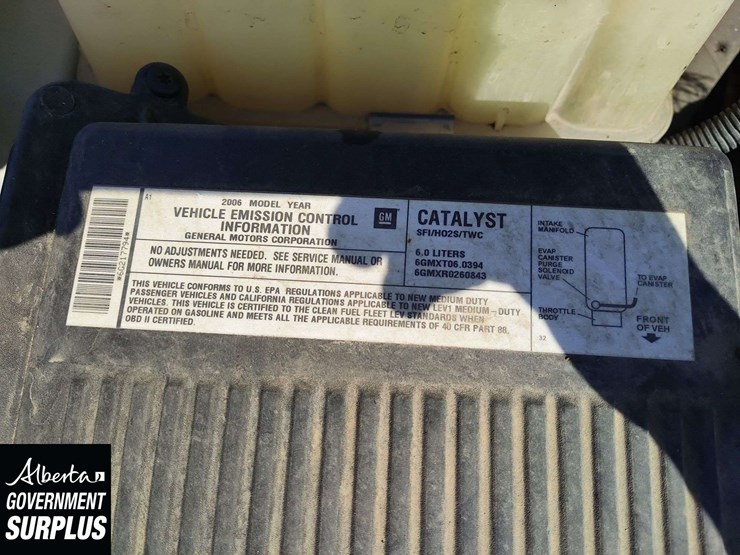 *5G217794*
A1
2006 MODEL YEAR
VEHICLE EMISSION CONTROL
INFORMATION
GENERAL MOTORS CORPORATION
GM
NO ADJUSTMENTS NEEDED. SEE SERVICE MANUAL OR
OWNERS MANUAL FOR MORE INFORMATION.
CATALYST
SFI/HO2S/TWC
6.0 LITERS
6GMXT06.0394
6GMXR0260843
THIS VEHICLE CONFORMS TO U.S. EPA REGULATIONS APPLICABLE TO NEW MEDIUM DUTY
PASSENGER VEHICLES AND CALIFORNIA REGULATIONS APPLICABLE TO NEW LEV1 MEDIUM-DUTY
VEHICLES. THIS VEHICLE IS CERTIFIED TO THE CLEAN FUEL FLEET LEV STANDARDS WHEN
OPERATED ON GASOLINE AND MEETS ALL THE APPLICABLE REQUIREMENTS OF 40 CFR PART 88.
OBD II CERTIFIED.
INTAKE
MANIFOLD
EVAP
CANISTER
PURGE
SOLENOID
VALVE
THROTTLE
BODY
TO EVAP
CANISTER
FRONT
OF VEH
32
Alberta
GOVERNMENT
SURPLUS